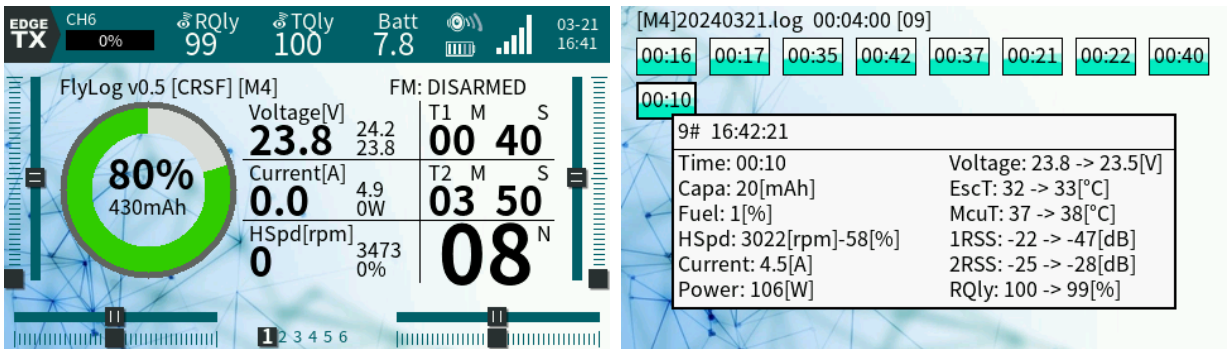 EDGE TX CH6 0% RQly 99 TQly 100 Batt 7.8 03-21 16:41
FlyLog v0.5 [CRSF] [M4] FM: DISARMED
Voltage[V] 23.8 24.2 23.8 T1 M S 00 40
80% 430mAh
Current[A] 0.0 4.9 0W T2 M S 03 50
HSpd[rpm] 0 3473 0% 08 N
1 2 3 4 5 6
[M4]20240321.log 00:04:00 [09]
00:16 00:17 00:35 00:42 00:37 00:21 00:22 00:40
00:10
9# 16:42:21
Time: 00:10 Voltage: 23.8 -> 23.5[V]
Capa: 20[mAh] EscT: 32 -> 33[°C]
Fuel: 1[%] McuT: 37 -> 38[°C]
HSpd: 3022[rpm]-58[%] 1RSS: -22 -> -47[dB]
Current: 4.5[A] 2RSS: -25 -> -28[dB]
Power: 106[W] RQly: 100 -> 99[%]